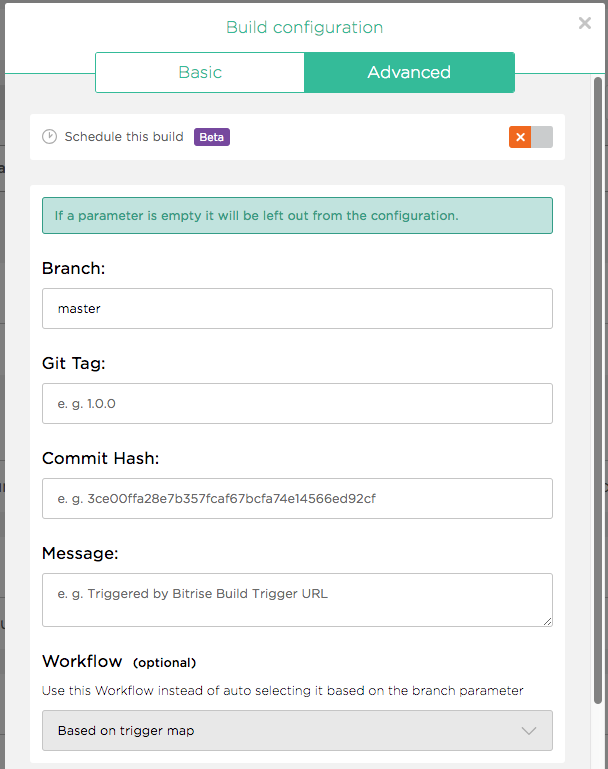 Build configuration
Basic
Advanced
Schedule this build Beta
If a parameter is empty it will be left out from the configuration.
Branch:
master
Git Tag:
e. g. 1.0.0
Commit Hash:
e. g. 3ce00ffa28e7b357fcaf67bcfa74e14566ed92cf
Message:
e. g. Triggered by Bitrise Build Trigger URL
Workflow (optional)
Use this Workflow instead of auto selecting it based on the branch parameter
Based on trigger map